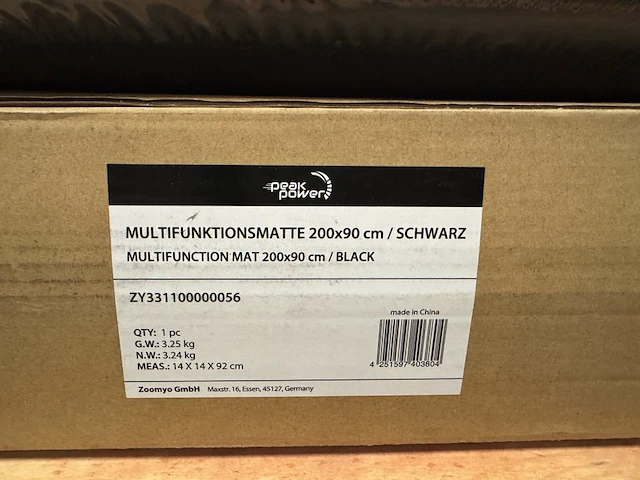 peak
power
MULTIFUNKTIONSMATTE 200x90 cm / SCHWARZ
MULTIFUNCTION MAT 200x90 cm / BLACK
ZY331100000056
made in China
QTY: 1 pc
G.W.: 3.25 kg
N.W.: 3.24 kg
MEAS.: 14 X 14 X 92 cm
4 251597 403804
Zoomyo GmbH Maxstr. 16, Essen, 45127, Germany